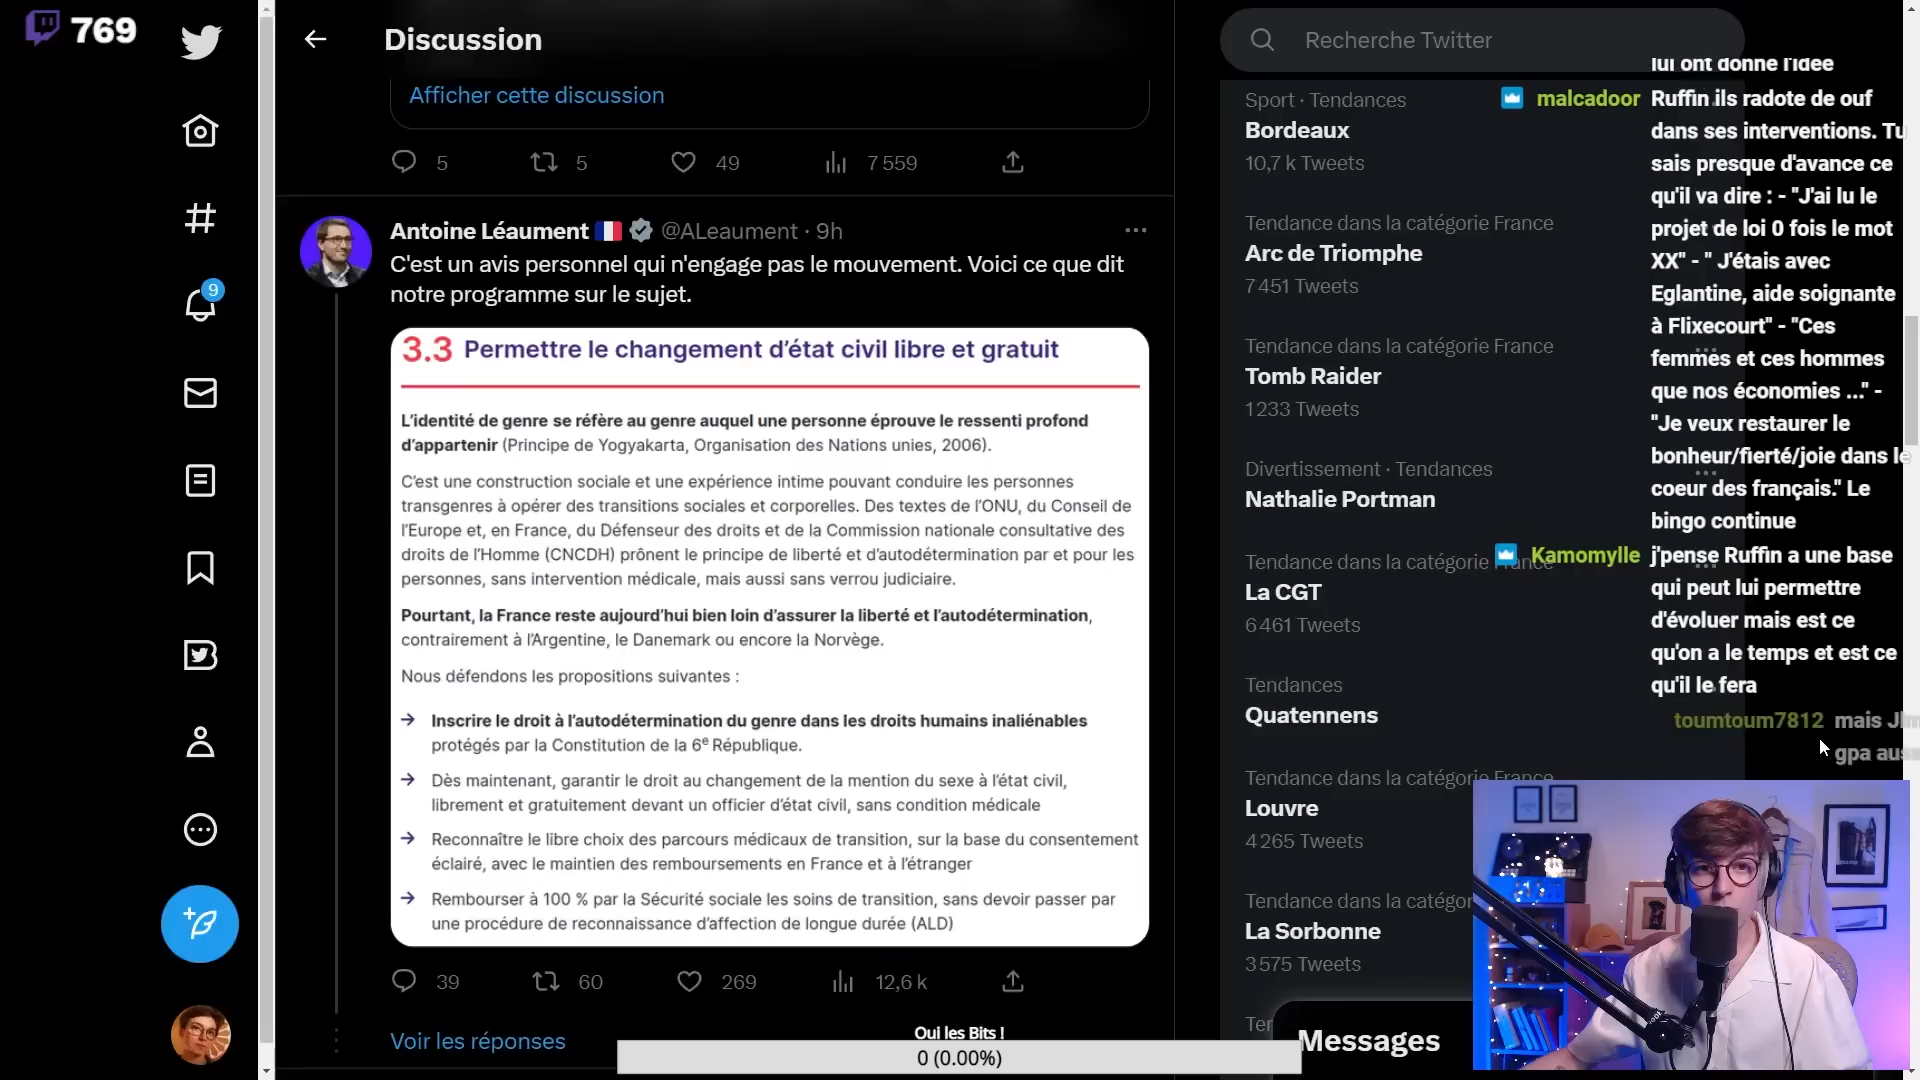 769
Discussion
Recherche Twitter
Afficher cette discussion
5
5
49
7 559
Antoine Léaument @ALeaument · 9h
C'est un avis personnel qui n'engage pas le mouvement. Voici ce que dit
notre programme sur le sujet.
3.3 Permettre le changement d'état civil libre et gratuit
L'identité de genre se réfère au genre auquel une personne éprouve le ressenti profond
d'appartenir (Principe de Yogyakarta, Organisation des Nations unies, 2006).
C'est une construction sociale et une expérience intime pouvant conduire les personnes
transgenres à opérer des transitions sociales et corporelles. Des textes de l'ONU, du Conseil de
l'Europe et, en France, du Défenseur des droits et de la Commission nationale consultative des
droits de l'Homme (CNCDH) prônent le principe de liberté et d'autodétermination par et pour les
personnes, sans intervention médicale, mais aussi sans verrou judiciaire.
Pourtant, la France reste aujourd'hui bien loin d'assurer la liberté et l'autodétermination,
contrairement à l'Argentine, le Danemark ou encore la Norvège.
Nous défendons les propositions suivantes :
→ Inscrire le droit à l'autodétermination du genre dans les droits humains inaliénables
protégés par la Constitution de la 6e République.
→ Dès maintenant, garantir le droit au changement de la mention du sexe à l'état civil,
librement et gratuitement devant un officier d'état civil, sans condition médicale
→ Reconnaître le libre choix des parcours médicaux de transition, sur la base du consentement
éclairé, avec le maintien des remboursements en France et à l'étranger
→ Rembourser à 100 % par la Sécurité sociale les soins de transition, sans devoir passer par
une procédure de reconnaissance d'affection de longue durée (ALD)
39
60
269
12,6 k
Voir les réponses
Oui les Bits !
0 (0.00%)
9
Sport · Tendances
Bordeaux
10,7 k Tweets
Tendance dans la catégorie France
Arc de Triomphe
7 451 Tweets
Tendance dans la catégorie France
Tomb Raider
1 233 Tweets
Divertissement · Tendances
Nathalie Portman
Tendance dans la catégorie France
La CGT
6 461 Tweets
Tendances
Quatennens
Tendance dans la catégorie France
Louvre
4 265 Tweets
Tendance dans la catégor
La Sorbonne
3 575 Tweets
Ter
Messages
lui ont donné l'idée
malcadoor Ruffin ils radote de ouf
dans ses interventions. Tu
sais presque d'avance ce
qu'il va dire : - "J'ai lu le
projet de loi 0 fois le mot
XX" - " J'étais avec
Eglantine, aide soignante
à Flixecourt" - "Ces
femmes et ces hommes
que nos économies ..." -
"Je veux restaurer le
bonheur/fierté/joie dans le
coeur des français." Le
bingo continue
Kamomylle j'pense Ruffin a une base
qui peut lui permettre
d'évoluer mais est ce
qu'on a le temps et est ce
qu'il le fera
toumtoum7812 mais Jlm
gpa aus